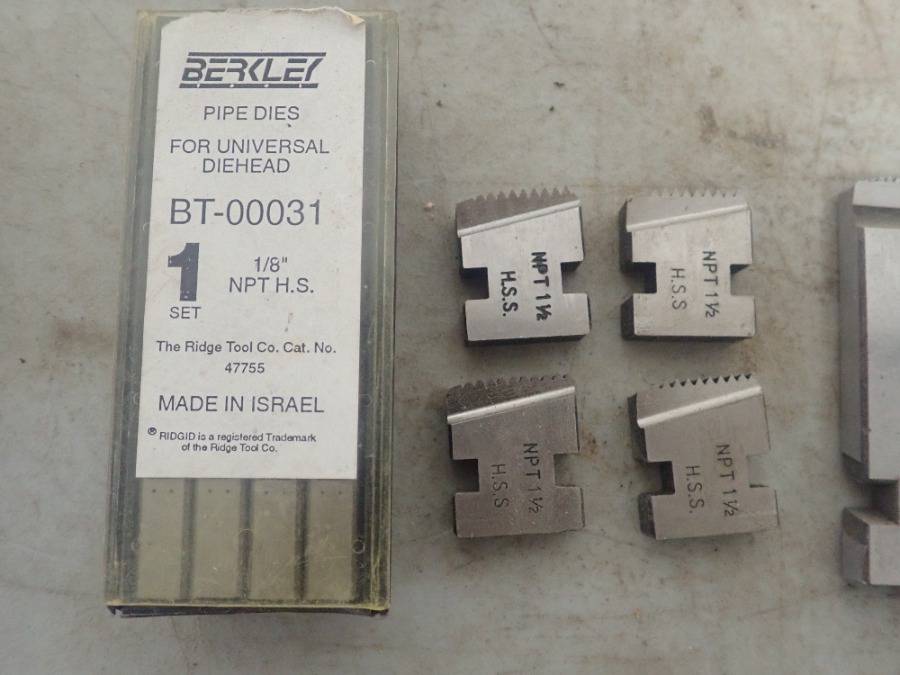 BERKLEY
TOOL
PIPE DIES
FOR UNIVERSAL
DIEHEAD
BT-00031
1
SET
1/8"
NPT H.S.
The Ridge Tool Co. Cat. No.
47755
MADE IN ISRAEL
® RIDGID is a registered Trademark
of the Ridge Tool Co.
NPT 1½
H.S.S.
NPT 1½
H.S.S
NPT 1½
H.S.S
NPT 1½
H.S.S.